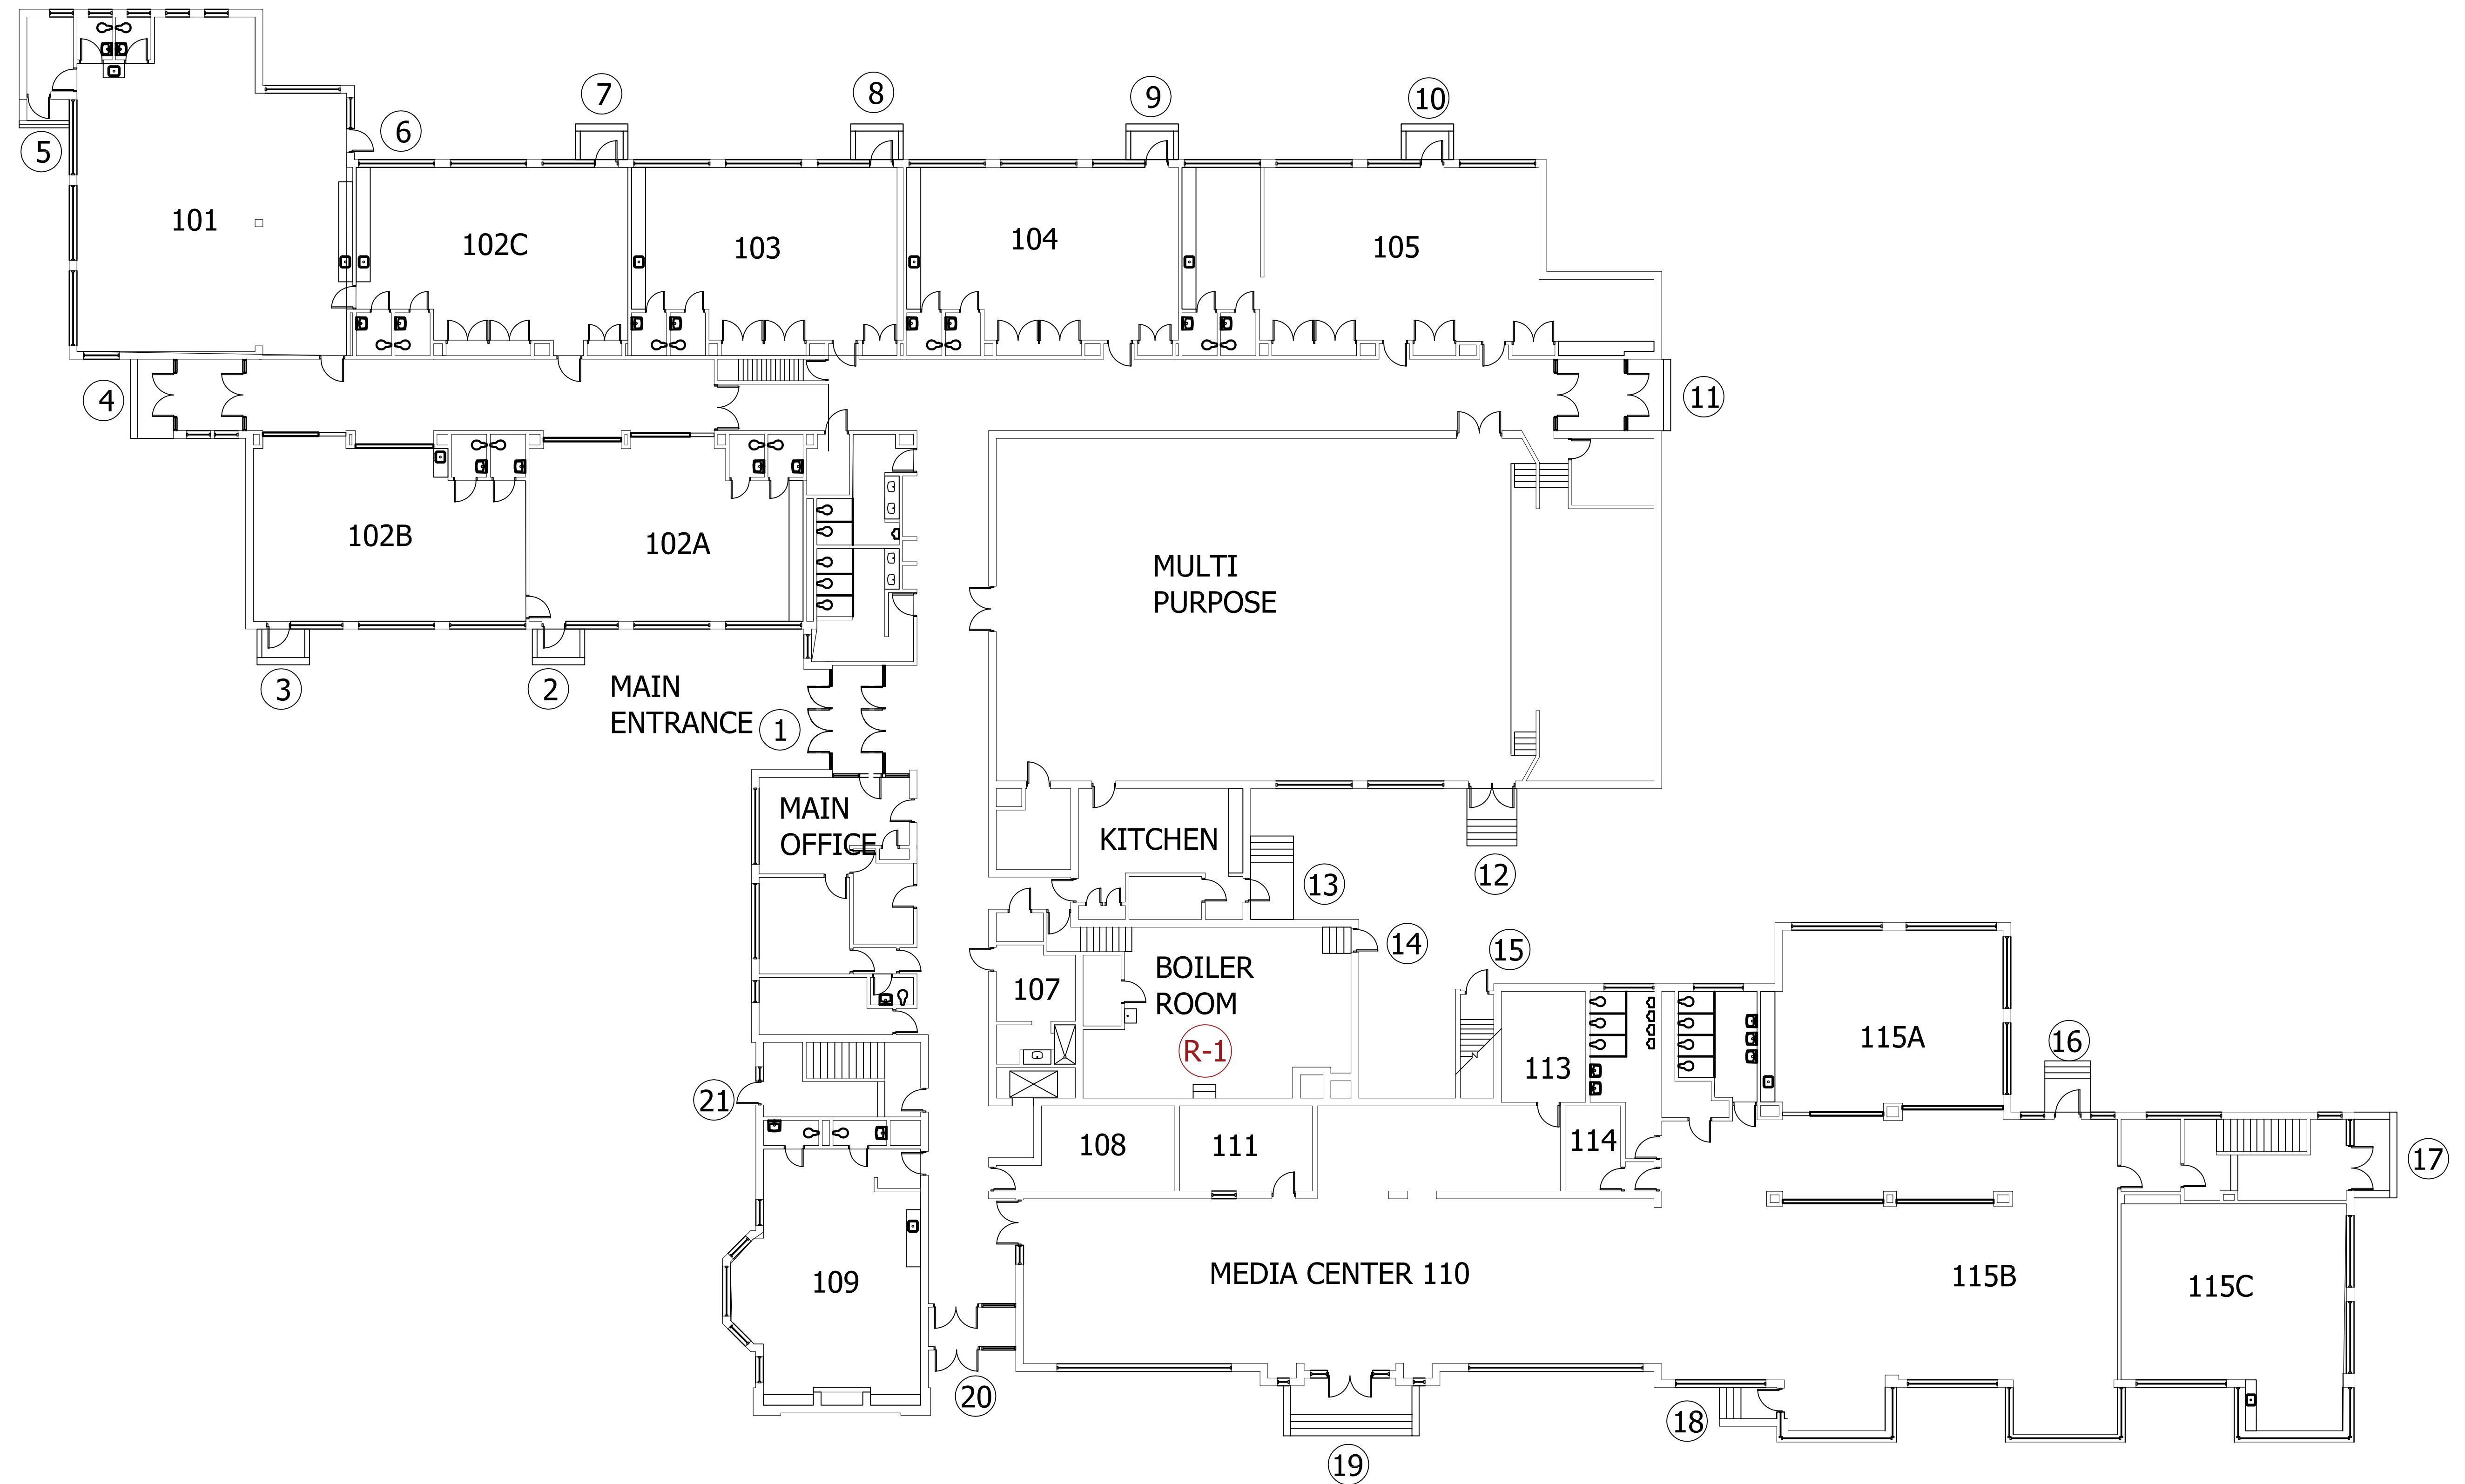 7
8
9
10
6
5
101
102C
103
104
105
4
11
102B
102A
MULTI
PURPOSE
3
2
MAIN
ENTRANCE
1
MAIN
OFFICE
KITCHEN
13
12
14
15
BOILER
ROOM
107
R-1
113
115A
16
21
108
111
114
17
109
MEDIA CENTER 110
115B
115C
20
18
19